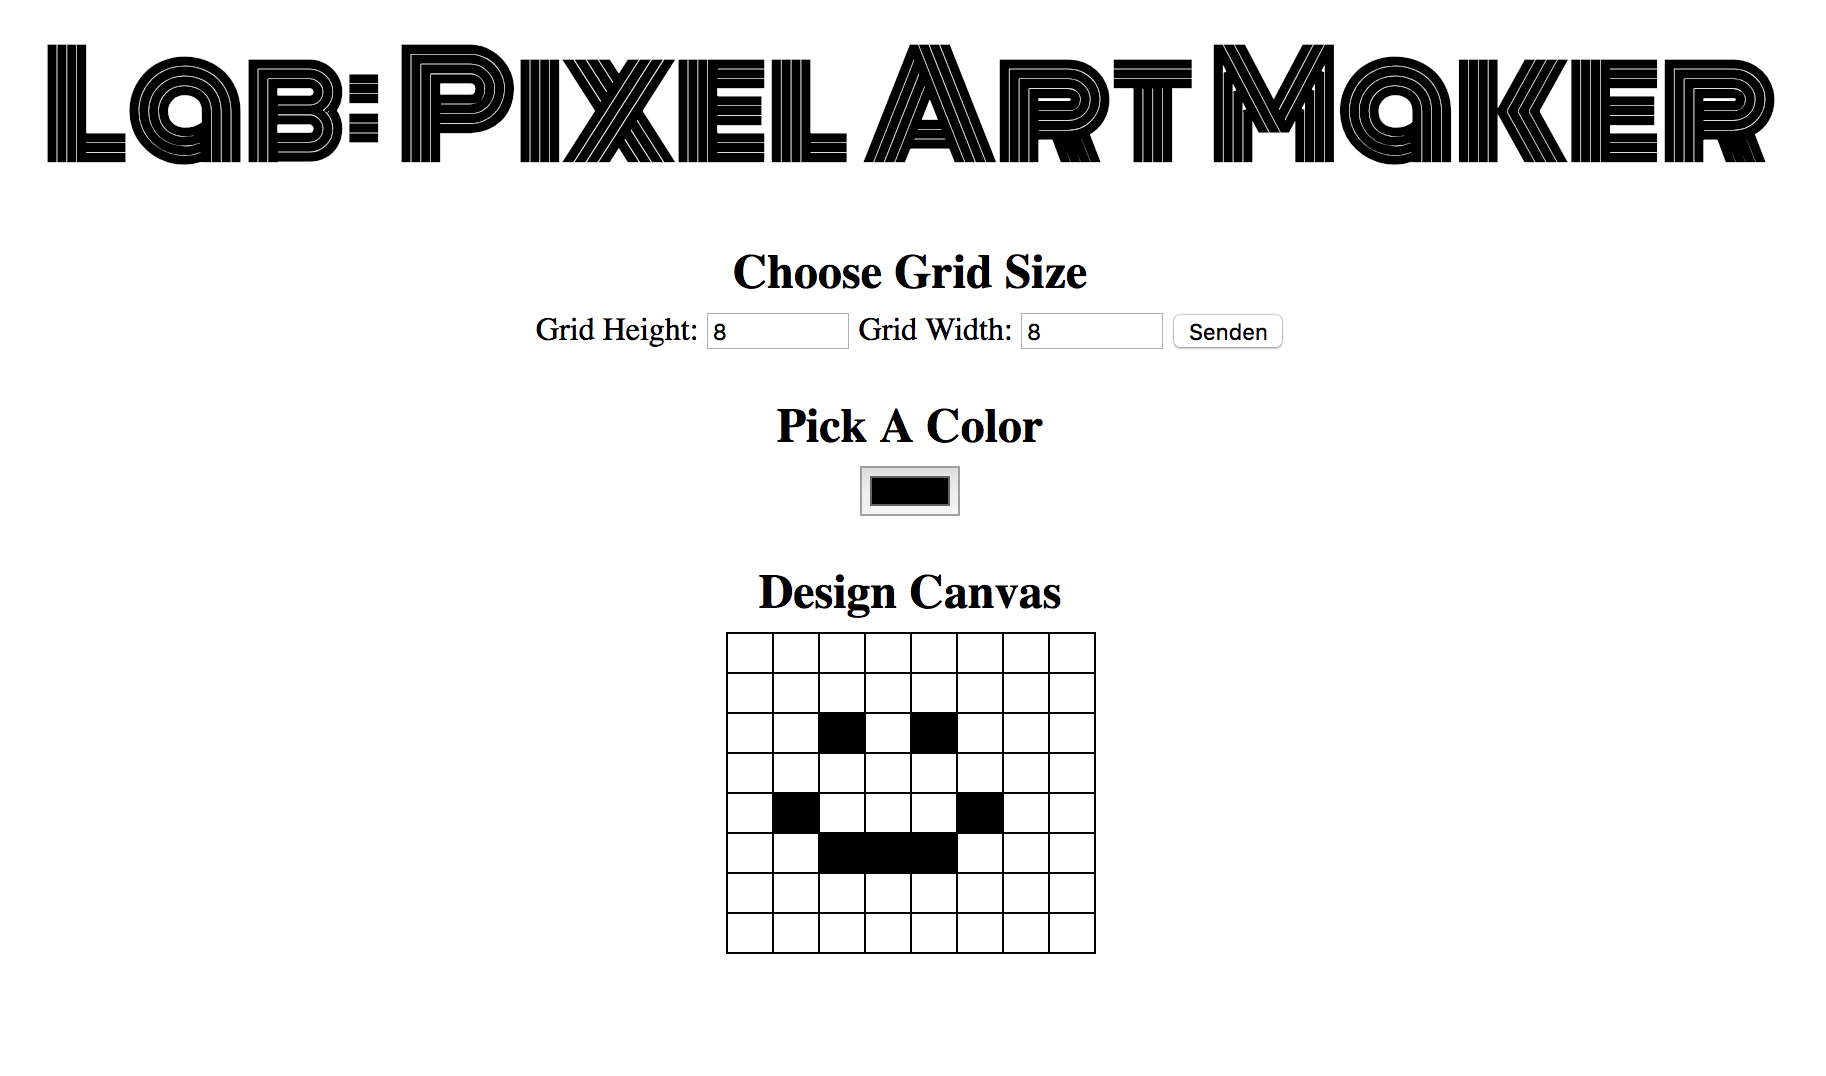 Lab: Pixel Art Maker
Choose Grid Size
Grid Height: 8 Grid Width: 8 Senden
Pick A Color
Design Canvas